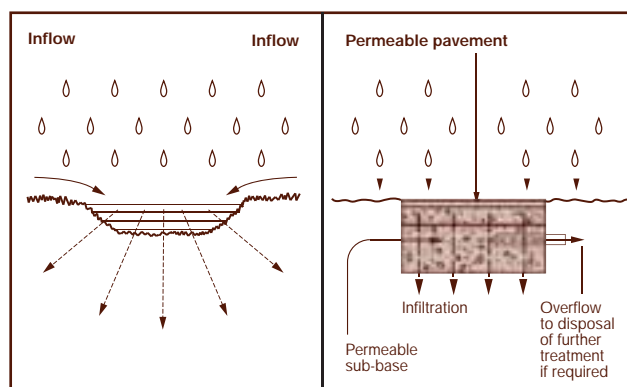 Inflow
Inflow
Permeable pavement
Infiltration
Permeable
sub-base
Overflow
to disposal
of further
treatment
if required